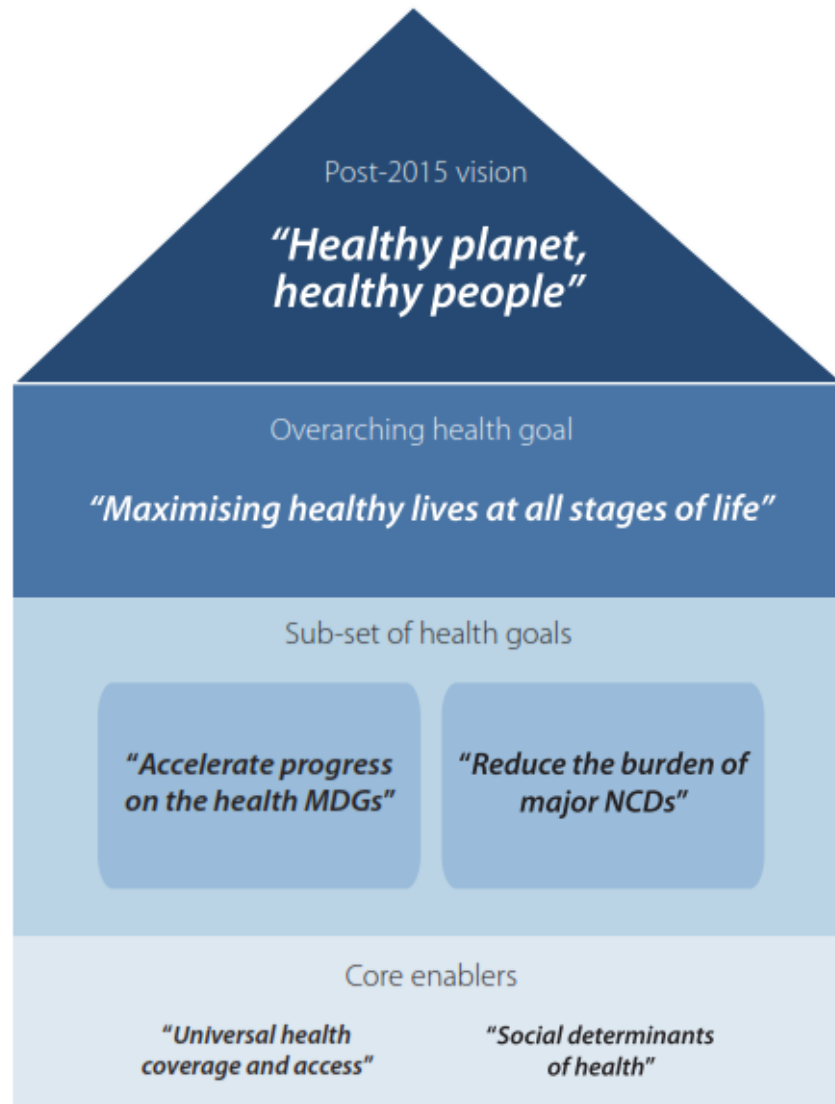 Post-2015 vision
“Healthy planet,
healthy people”
Overarching health goal
“Maximising healthy lives at all stages of life”
Sub-set of health goals
“Accelerate progress
on the health MDGs”
“Reduce the burden of
major NCDs”
Core enablers
“Universal health
coverage and access”
“Social determinants
of health”